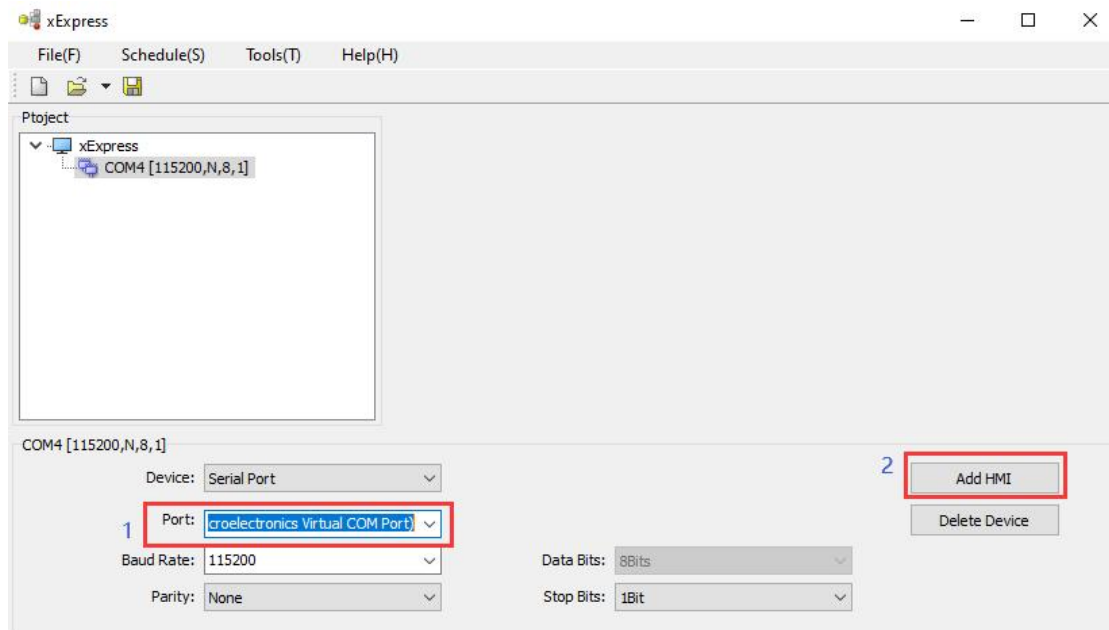 xExpress
File(F) Schedule(S) Tools(T) Help(H)
Ptoject
xExpress
COM4 [115200,N,8,1]
COM4 [115200,N,8,1]
Device: Serial Port
2 Add HMI
1 Port: croelectronics Virtual COM Port)
Delete Device
Baud Rate: 115200 Data Bits: 8Bits
Parity: None Stop Bits: 1Bit